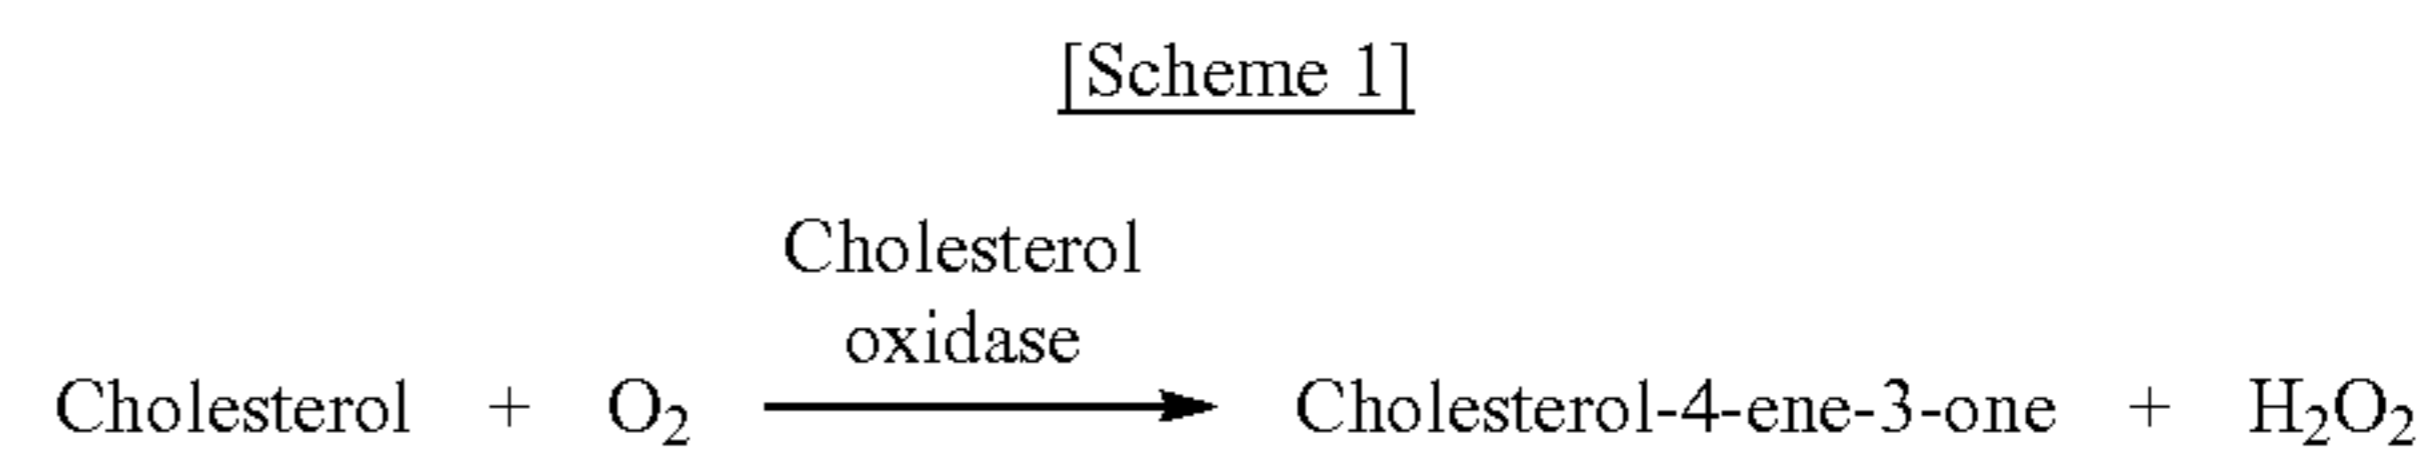 [Scheme 1]
Cholesterol
oxidase
Cholesterol + O₂ Cholesterol-4-ene-3-one + H₂O₂